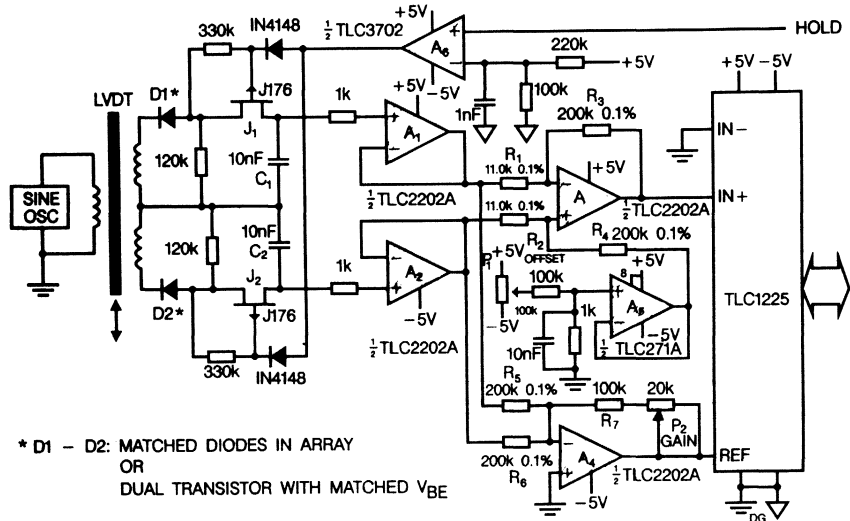 +5V
½ TLC3702
330k
IN4148
A6
+
−
HOLD
220k
+5V
−5V
100k
1nF
+5V −5V
LVDT
D1*
J176
J1
1k
+5V
A1
R3
200k 0.1%
IN−
120k
10nF
C1
R1
11.0k 0.1%
+5V
A
SINE
OSC
½ TLC2202A
11.0k 0.1%
½ TLC2202A
IN+
10nF
C2
120k
R2
R4
200k 0.1%
P1
+5V
OFFSET
J2
1k
A2
100k
8
+5V
TLC1225
D2*
J176
−5V
−5V
100k
1k
A5
−5V
½ TLC2202A
10nF
½ TLC271A
330k
IN4148
R5
200k 0.1%
100k
20k
R7
P2
GAIN
* D1 − D2: MATCHED DIODES IN ARRAY
OR
DUAL TRANSISTOR WITH MATCHED VBE
200k 0.1%
R6
A4
½ TLC2202A
−5V
REF
DG